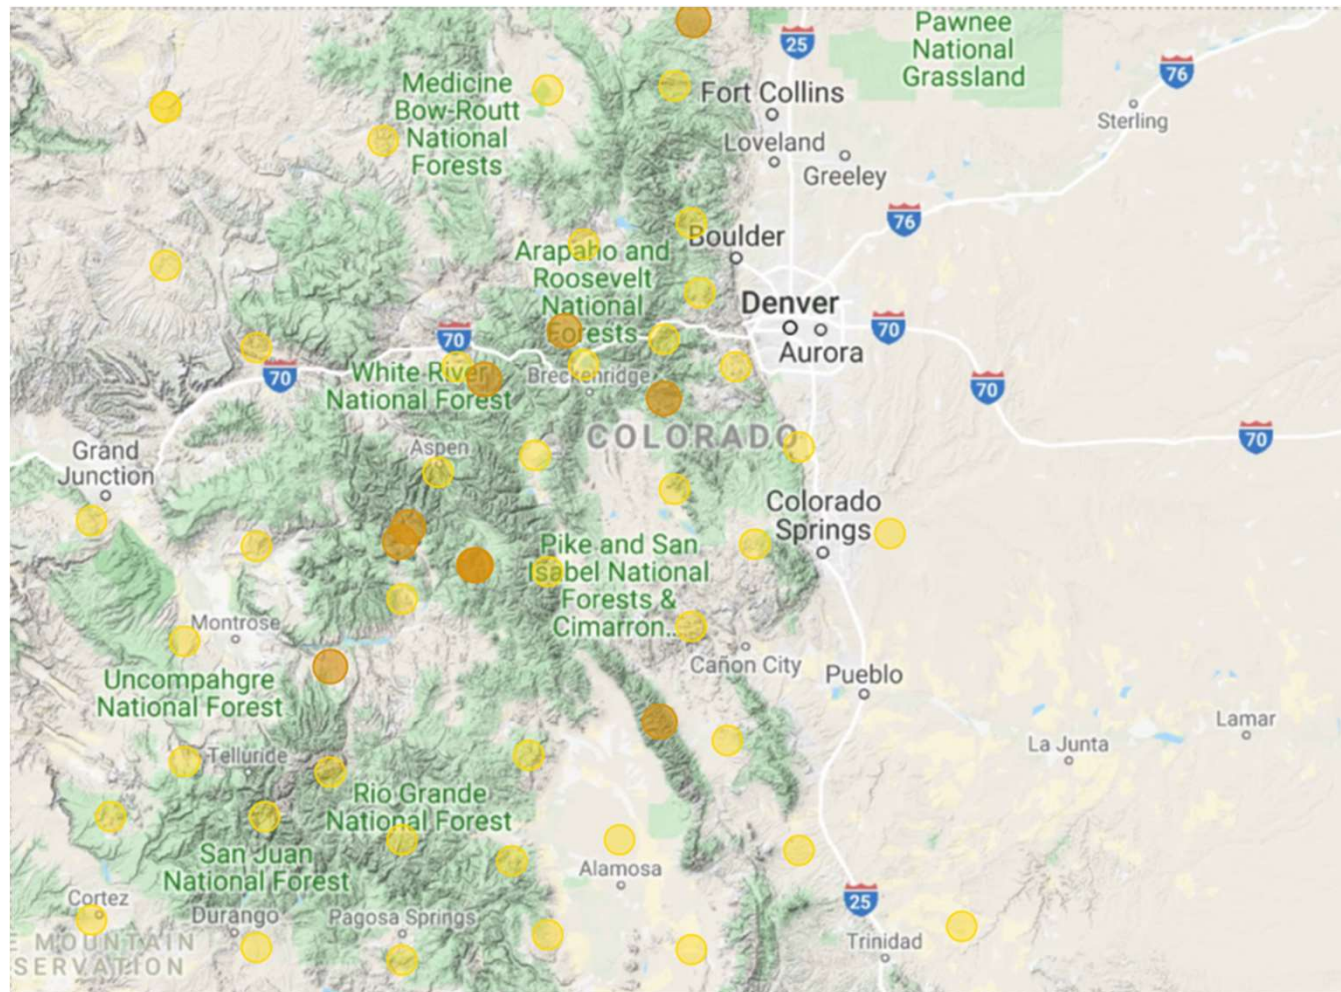 Pawnee
National
Grassland
25
76
Medicine
Bow-Routt
National
Forests
Fort Collins
Sterling
Loveland
Greeley
76
Boulder
Arapaho and
Roosevelt
National
Forests
Denver
70
70
Aurora
70
White River
National Forest
Breckenridge
70
COLORADO
70
Aspen
Grand
Junction
Colorado
Springs
Pike and San
Isabel National
Forests &
Cimarron...
Montrose
Cañon City
Pueblo
Uncompahgre
National Forest
Lamar
La Junta
Telluride
Rio Grande
National Forest
San Juan
National Forest
Alamosa
Cortez
Durango
Pagosa Springs
25
Trinidad
E MOUNTAIN
SERVATION